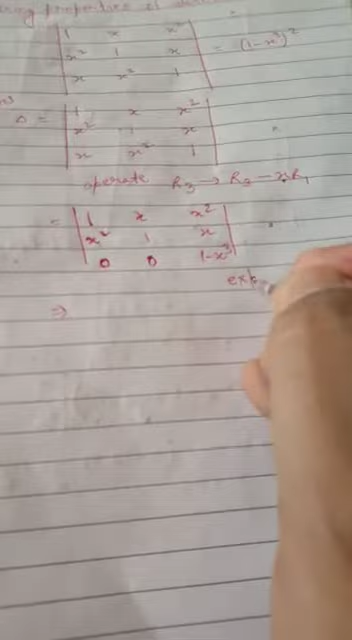 using properties of
| 1 x x² |
| x² 1 x | = (1-x³)²
| x x² 1 |
Δ = | 1 x x² |
| x² 1 x |
| x x² 1 |
operate R₃ → R₃ - xR₁
= | 1 x x² |
| x² 1 x |
| 0 0 1-x³ |
exp
⇒